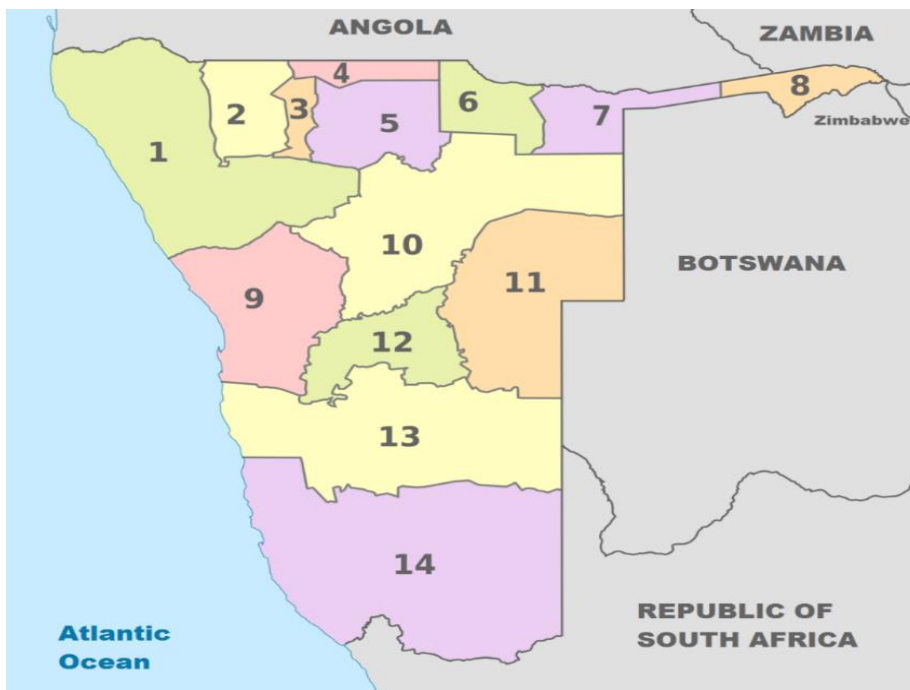 ANGOLA
ZAMBIA
4
8
6
2
3
5
7
Zimbabwe
1
10
BOTSWANA
11
9
12
13
14
REPUBLIC OF
SOUTH AFRICA
Atlantic
Ocean